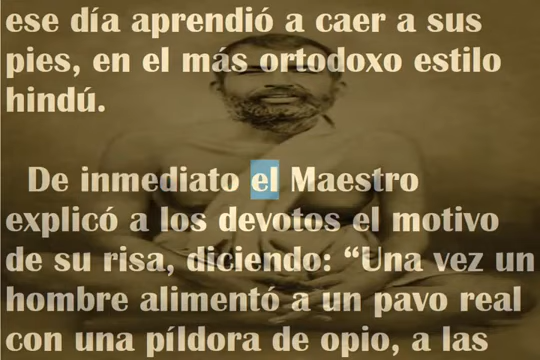 ese día aprendió a caer a sus
pies, en el más ortodoxo estilo
hindú.
De inmediato el Maestro
explicó a los devotos el motivo
de su risa, diciendo: “Una vez un
hombre alimentó a un pavo real
con una píldora de opio, a las